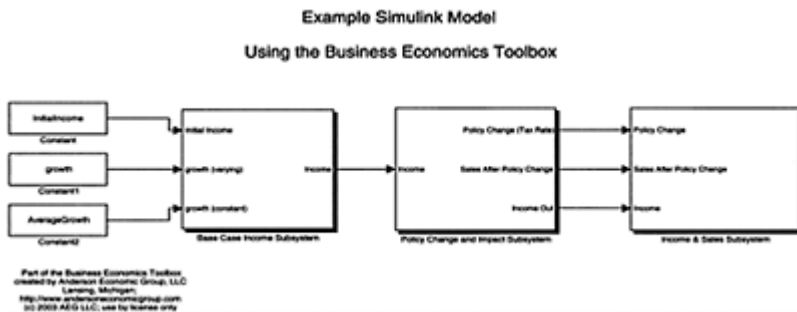 Example Simulink Model
Using the Business Economics Toolbox
InitialIncome
Constant
growth
Constant1
AverageGrowth
Constant2
Initial Income
growth (varying)
growth (constant)
Income
Base Case Income Subsystem
Income
Policy Change (Tax Rate)
Sales After Policy Change
Income Out
Policy Change and Impact Subsystem
Policy Change
Sales After Policy Change
Income
Income & Sales Subsystem
Part of the Business Economics Toolbox
created by Anderson Economic Group, LLC
Lansing, Michigan;
http://www.andersoneconomicgroup.com
(c) 2003 AEG LLC; use by license only